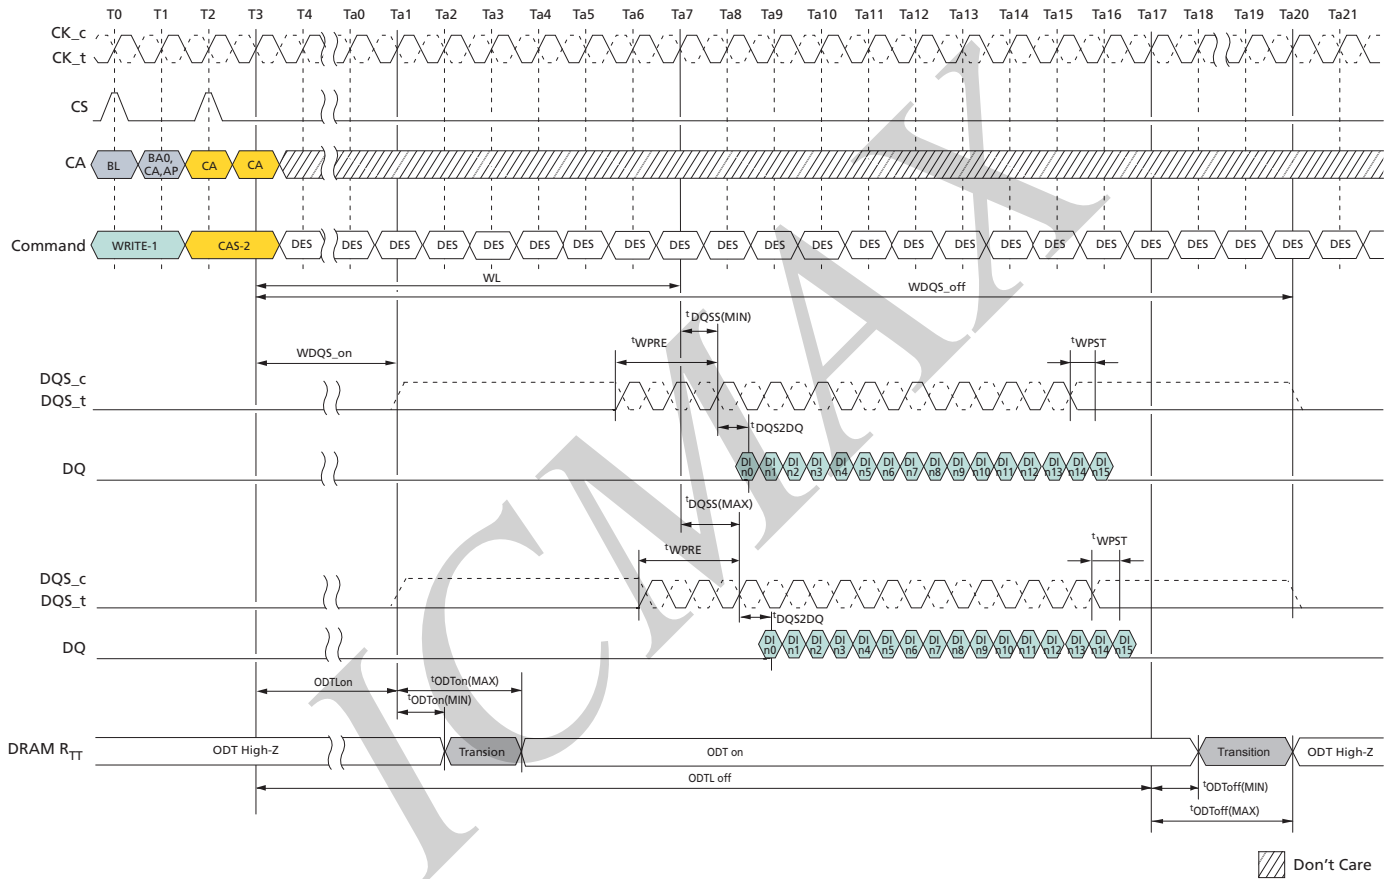 T0 T1 T2 T3 T4 Ta0 Ta1 Ta2 Ta3 Ta4 Ta5 Ta6 Ta7 Ta8 Ta9 Ta10 Ta11 Ta12 Ta13 Ta14 Ta15 Ta16 Ta17 Ta18 Ta19 Ta20 Ta21
CK_c
CK_t
CS
CA BL BA0, CA CA
CA,AP
Command WRITE-1 CAS-2 DES DES DES DES DES DES DES DES DES DES DES DES DES DES DES DES DES DES DES DES DES DES DES
WL
WDQS_off
tDQSS(MIN)
WDQS_on tWPRE tWPST
DQS_c
DQS_t
tDQS2DQ
DQ DI DI DI DI DI DI DI DI DI DI DI DI DI DI DI DI
n0 n1 n2 n3 n4 n5 n6 n7 n8 n9 n10 n11 n12 n13 n14 n15
tDQSS(MAX)
tWPRE tWPST
DQS_c
DQS_t
tDQS2DQ
DQ DI DI DI DI DI DI DI DI DI DI DI DI DI DI DI DI
n0 n1 n2 n3 n4 n5 n6 n7 n8 n9 n10 n11 n12 n13 n14 n15
ODTLon tODTon(MAX)
tODTon(MIN)
DRAM RTT ODT High-Z Transion ODT on Transition ODT High-Z
ODTL off tODToff(MIN)
tODToff(MAX)
Don't Care
ICMAX